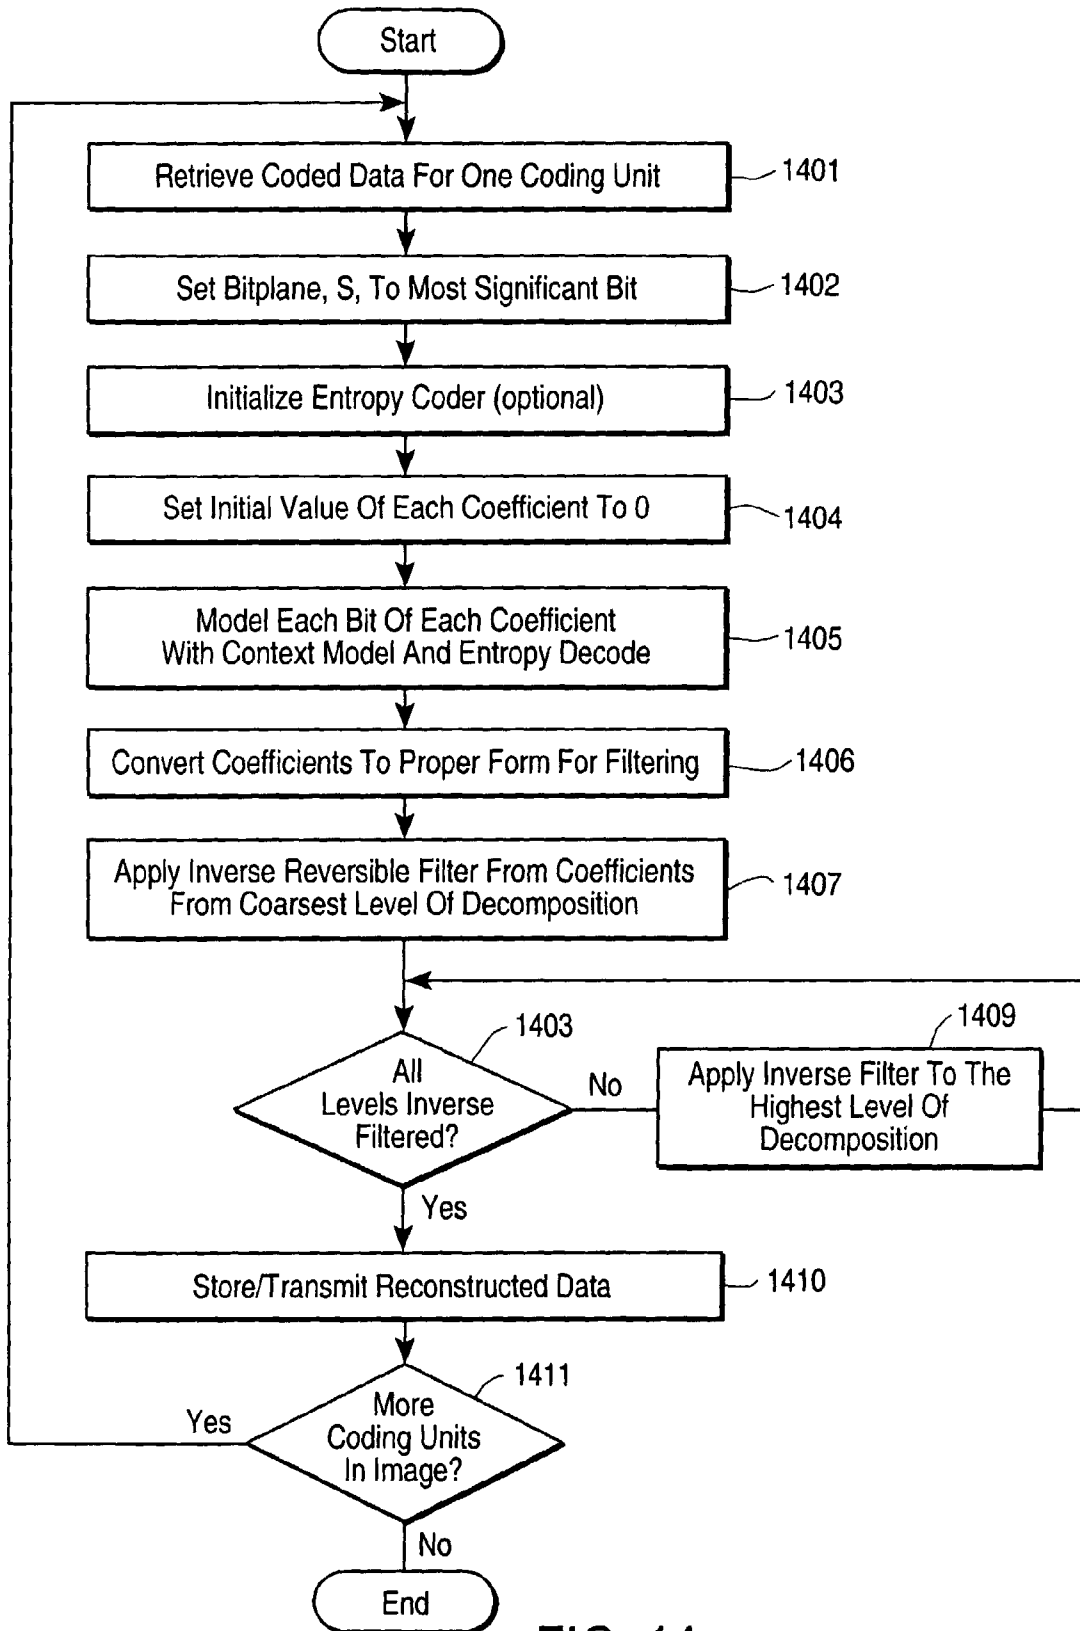 Start
Retrieve Coded Data For One Coding Unit
1401
Set Bitplane, S, To Most Significant Bit
1402
Initialize Entropy Coder (optional)
1403
Set Initial Value Of Each Coefficient To 0
1404
Model Each Bit Of Each Coefficient
With Context Model And Entropy Decode
1405
Convert Coefficients To Proper Form For Filtering
1406
Apply Inverse Reversible Filter From Coefficients
From Coarsest Level Of Decomposition
1407
1403
All
Levels Inverse
Filtered?
No
1409
Apply Inverse Filter To The
Highest Level Of
Decomposition
Yes
Store/Transmit Reconstructed Data
1410
1411
More
Coding Units
In Image?
Yes
No
End